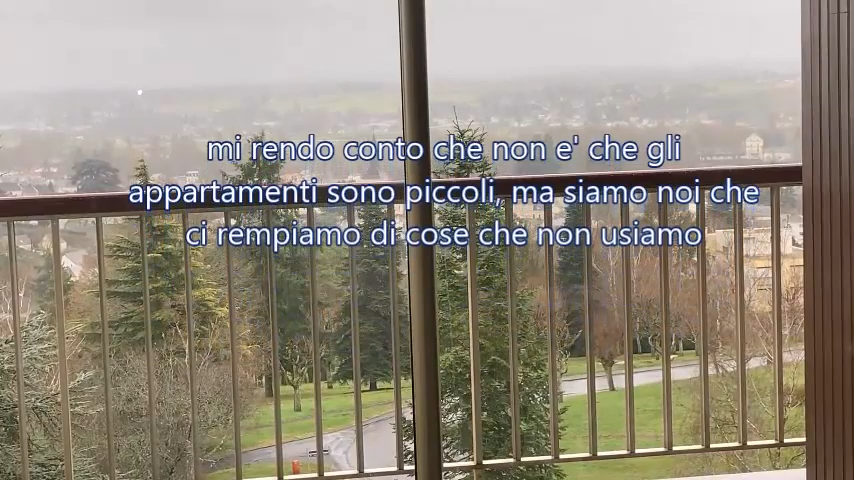 mi rendo conto che non e' che gli
appartamenti sono piccoli, ma siamo noi che
ci rempiamo di cose che non usiamo